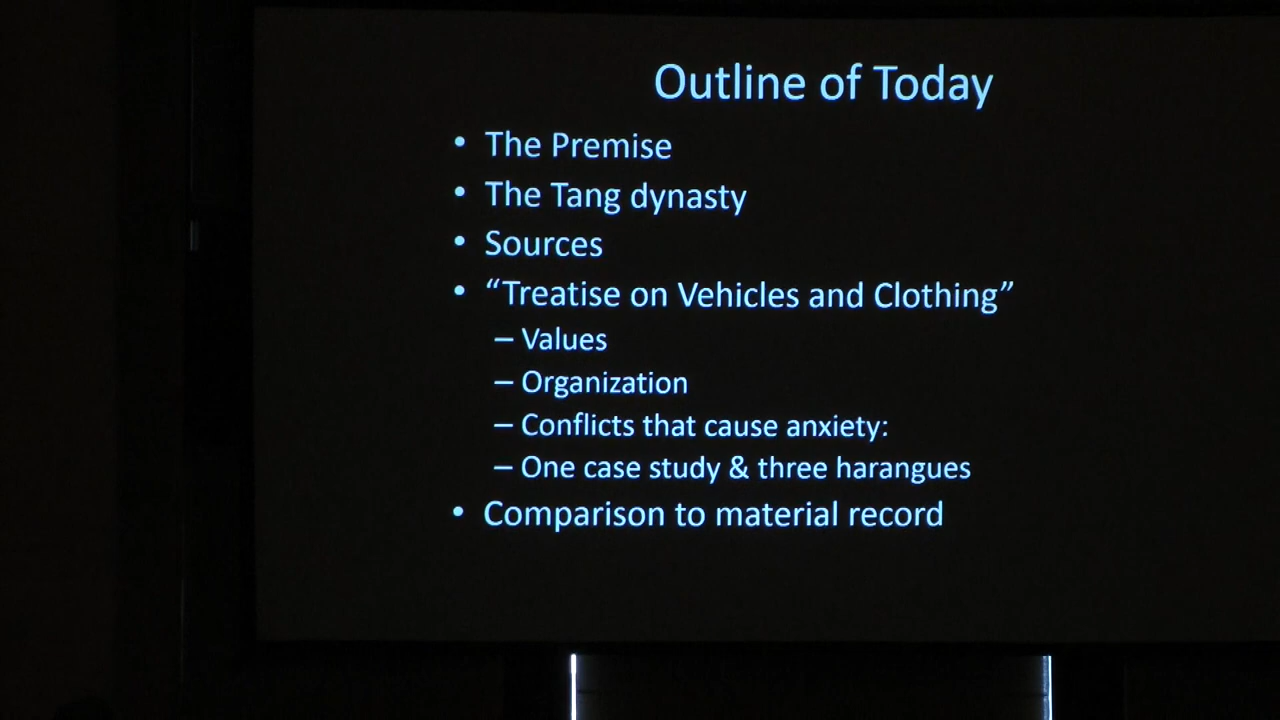 Outline of Today
• The Premise
• The Tang dynasty
• Sources
• “Treatise on Vehicles and Clothing”
– Values
– Organization
– Conflicts that cause anxiety:
– One case study & three harangues
• Comparison to material record